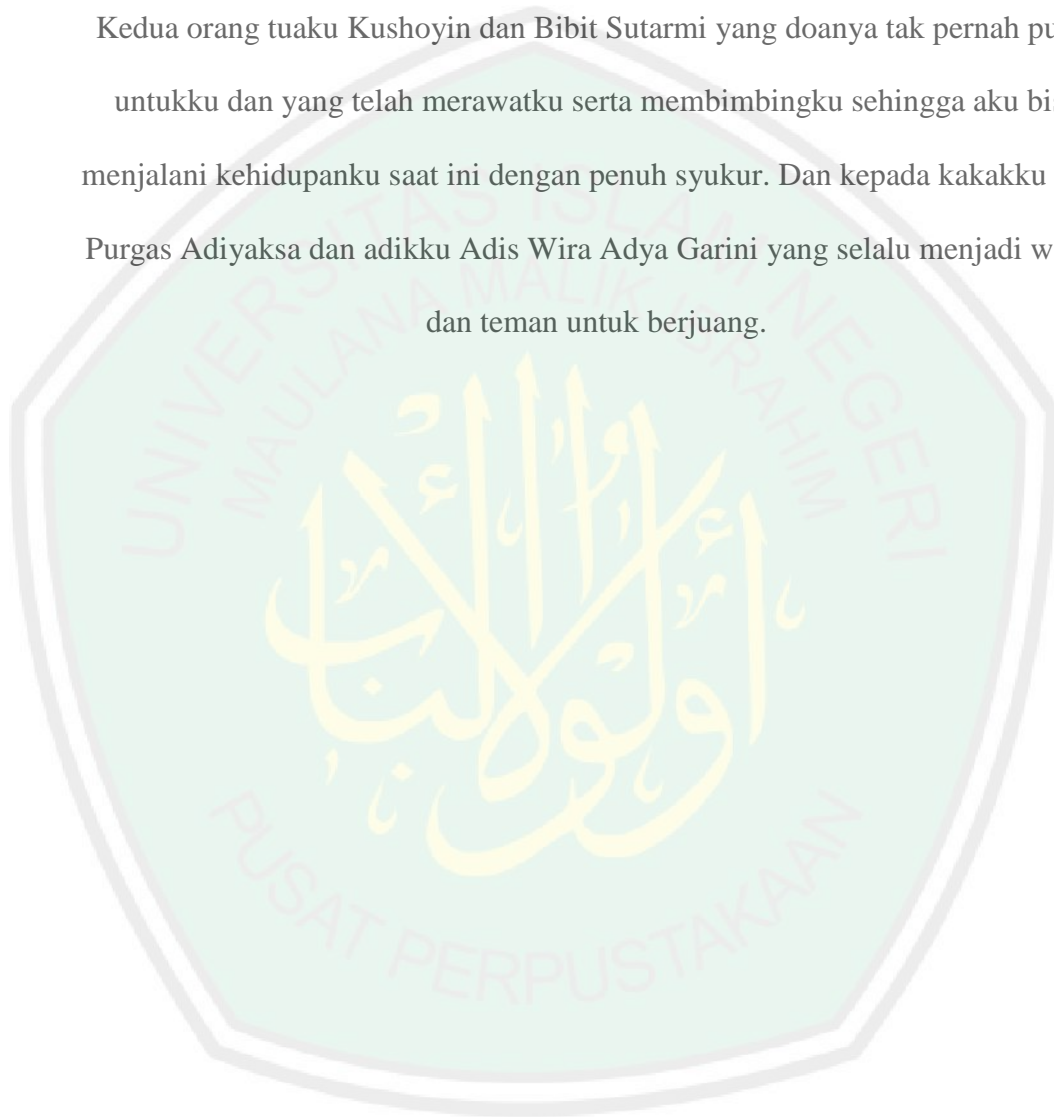 Kedua orang tuaku Kushoyin dan Bibit Sutarmi yang doanya tak pernah pu
untukku dan yang telah merawatku serta membimbingku sehingga aku bi
menjalani kehidupanku saat ini dengan penuh syukur. Dan kepada kakakku
Purgas Adiyaksa dan adikku Adis Wira Adya Garini yang selalu menjadi w
dan teman untuk berjuang.
UNIVERSITAS ISLAM NEGERI
MAULANA MALIK IBRAHIM
أولو الألباب
PUSAT PERPUSTAKAAN